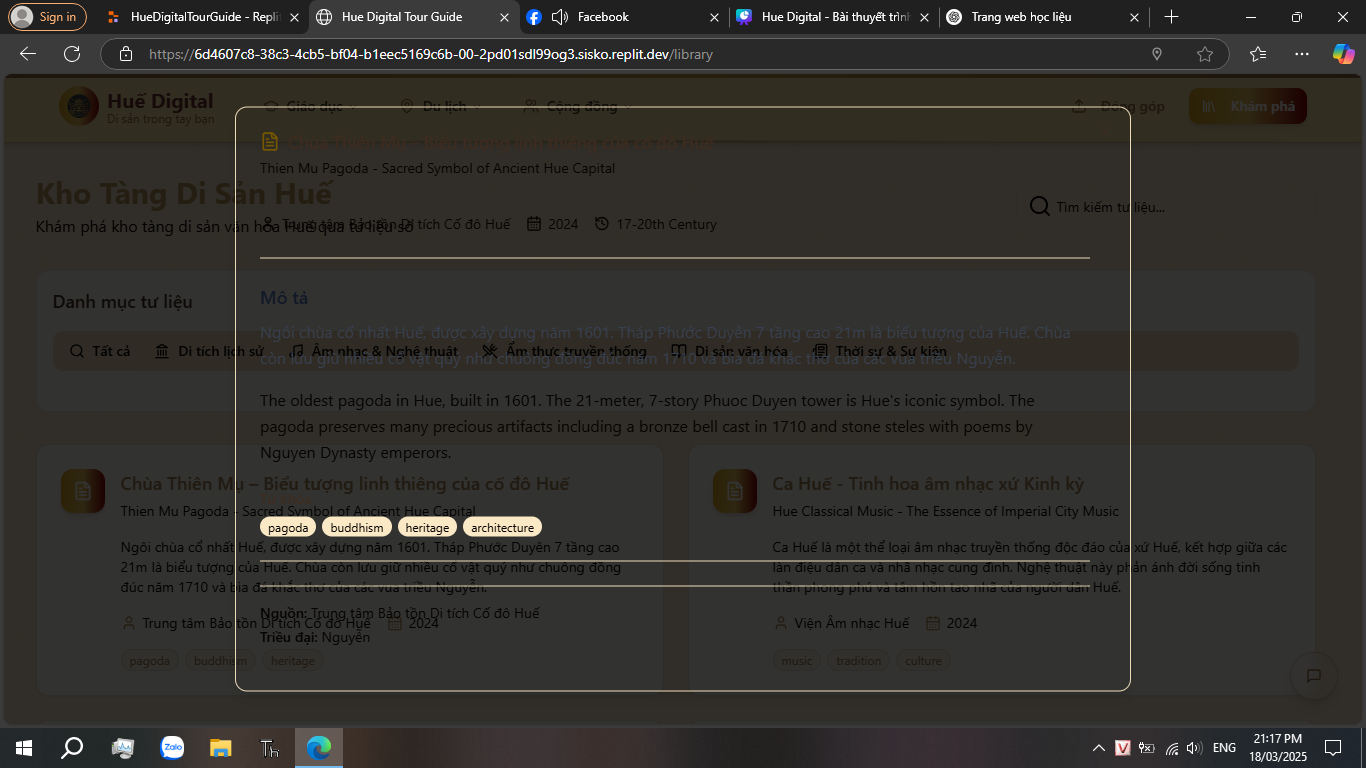 Sign in
HueDigitalTourGuide - Replit
Hue Digital Tour Guide
Facebook
Hue Digital - Bài thuyết trình
Trang web học liệu
https://6d4607c8-38c3-4cb5-bf04-b1eec5169c6b-00-2pd01sdl99og3.sisko.replit.dev/library
Huế Digital
Di sản trong tay bạn
Giáo dục
Du lịch
Cộng đồng
Đóng góp
Khám phá
Kho Tàng Di Sản Huế
Khám phá kho tàng di sản văn hóa Huế qua tư liệu số
Tìm kiếm tư liệu...
Chùa Thiên Mụ – Biểu tượng linh thiêng của cố đô Huế
Thien Mu Pagoda - Sacred Symbol of Ancient Hue Capital
Trung tâm Bảo tồn Di tích Cố đô Huế
2024
17-20th Century
Mô tả
Ngôi chùa cổ nhất Huế, được xây dựng năm 1601. Tháp Phước Duyên 7 tầng cao 21m là biểu tượng của Huế. Chùa
còn lưu giữ nhiều cổ vật quý như chuông đồng đúc năm 1710 và bia đá khắc thơ của các vua triều Nguyễn.
The oldest pagoda in Hue, built in 1601. The 21-meter, 7-story Phuoc Duyen tower is Hue's iconic symbol. The
pagoda preserves many precious artifacts including a bronze bell cast in 1710 and stone steles with poems by
Nguyen Dynasty emperors.
pagoda
buddhism
heritage
architecture
Nguồn: Trung tâm Bảo tồn Di tích Cố đô Huế
Triều đại: Nguyễn
Danh mục tư liệu
Tất cả
Di tích lịch sử
Âm nhạc & Nghệ thuật
Ẩm thực truyền thống
Di sản văn hóa
Thời sự & Sự kiện
Chùa Thiên Mụ – Biểu tượng linh thiêng của cố đô Huế
Thien Mu Pagoda - Sacred Symbol of Ancient Hue Capital
Ngôi chùa cổ nhất Huế, được xây dựng năm 1601. Tháp Phước Duyên 7 tầng cao
21m là biểu tượng của Huế. Chùa còn lưu giữ nhiều cổ vật quý như chuông đồng
đúc năm 1710 và bia đá khắc thơ của các vua triều Nguyễn.
Trung tâm Bảo tồn Di tích Cố đô Huế
2024
pagoda
buddhism
heritage
Ca Huế - Tinh hoa âm nhạc xứ Kinh kỳ
Hue Classical Music - The Essence of Imperial City Music
Ca Huế là một thể loại âm nhạc truyền thống độc đáo của xứ Huế, kết hợp giữa các
làn điệu dân ca và nhã nhạc cung đình. Nghệ thuật này phản ánh đời sống tinh
thần phong phú và tâm hồn tao nhã của người dân Huế.
Viện Âm nhạc Huế
2024
music
tradition
culture
Zalo
ENG
21:17 PM
18/03/2025